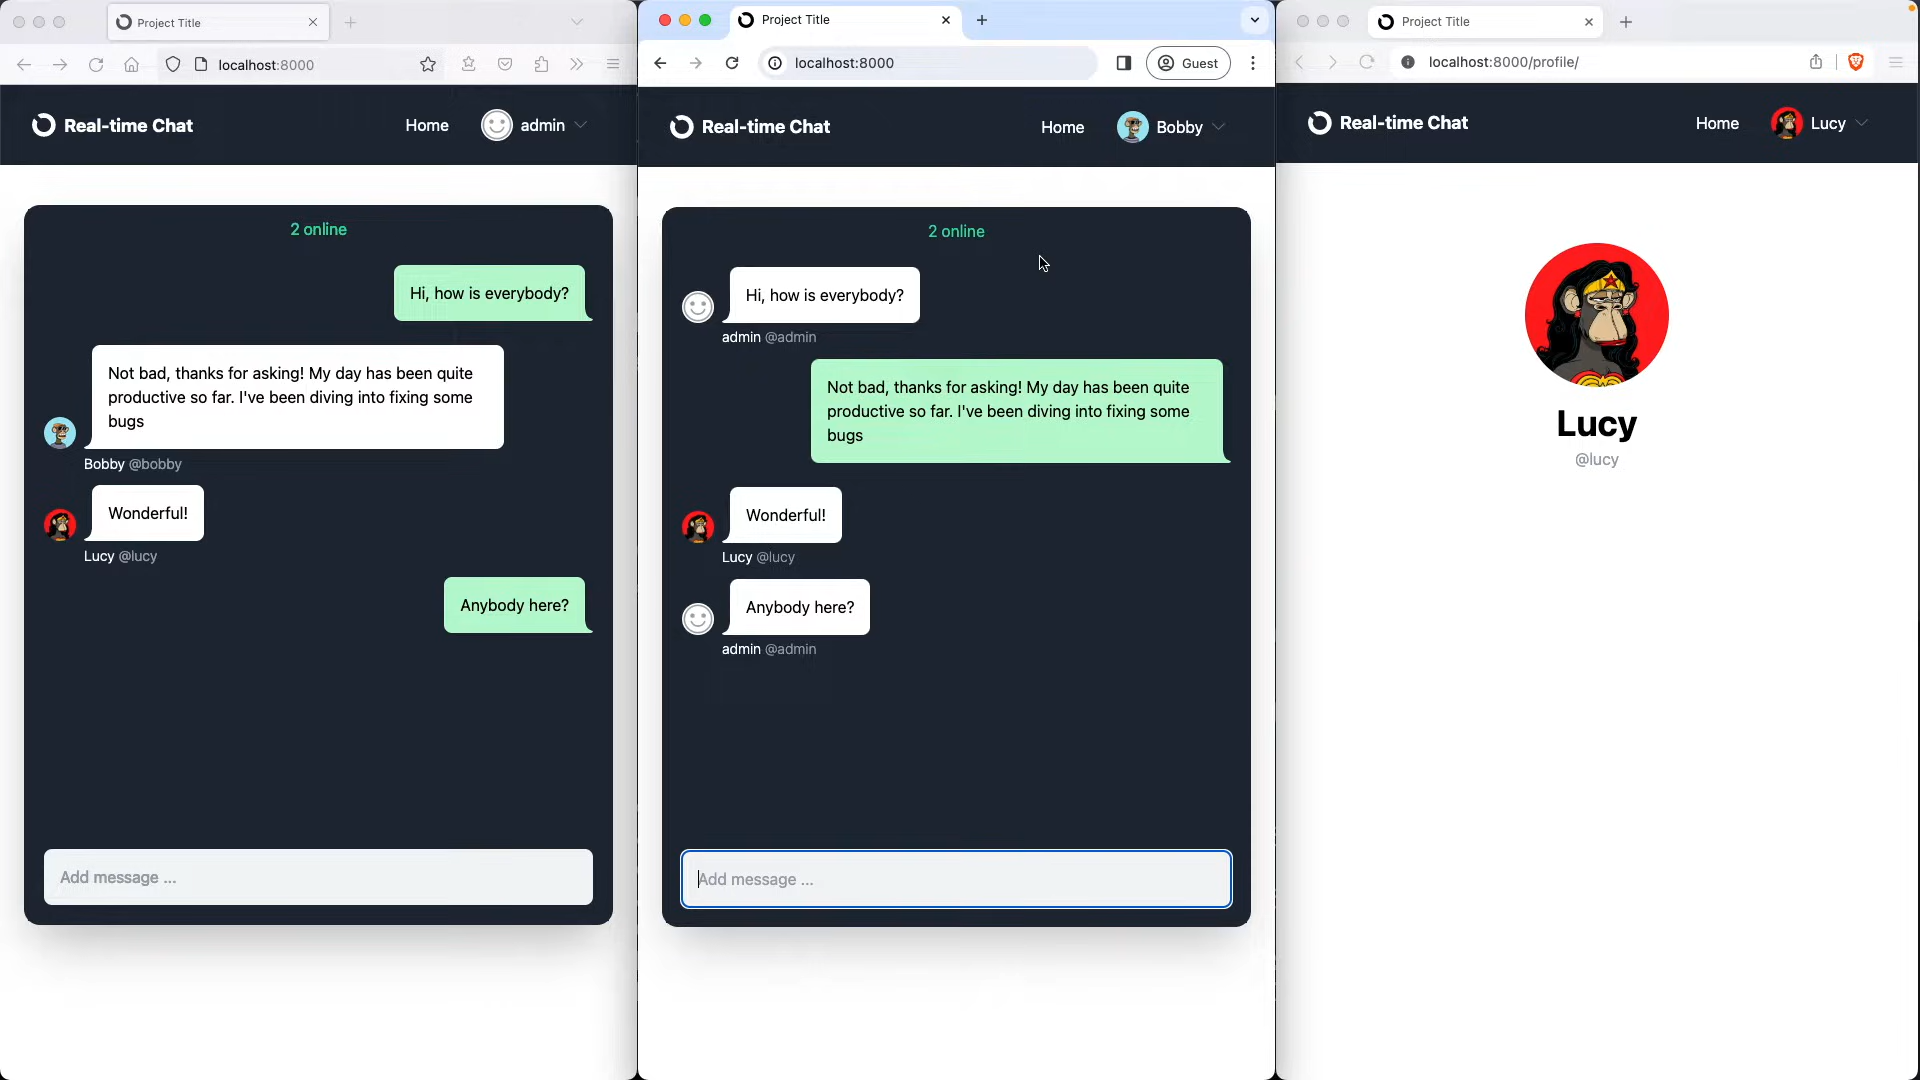 Project Title
localhost:8000
Real-time Chat
Home
admin
2 online
Hi, how is everybody?
Not bad, thanks for asking! My day has been quite
productive so far. I've been diving into fixing some
bugs
Bobby @bobby
Wonderful!
Lucy @lucy
Anybody here?
Add message ...
Project Title
localhost:8000
Guest
Real-time Chat
Home
Bobby
2 online
Hi, how is everybody?
admin @admin
Not bad, thanks for asking! My day has been quite
productive so far. I've been diving into fixing some
bugs
Wonderful!
Lucy @lucy
Anybody here?
admin @admin
Add message ...
Project Title
localhost:8000/profile/
Real-time Chat
Home
Lucy
Lucy
@lucy